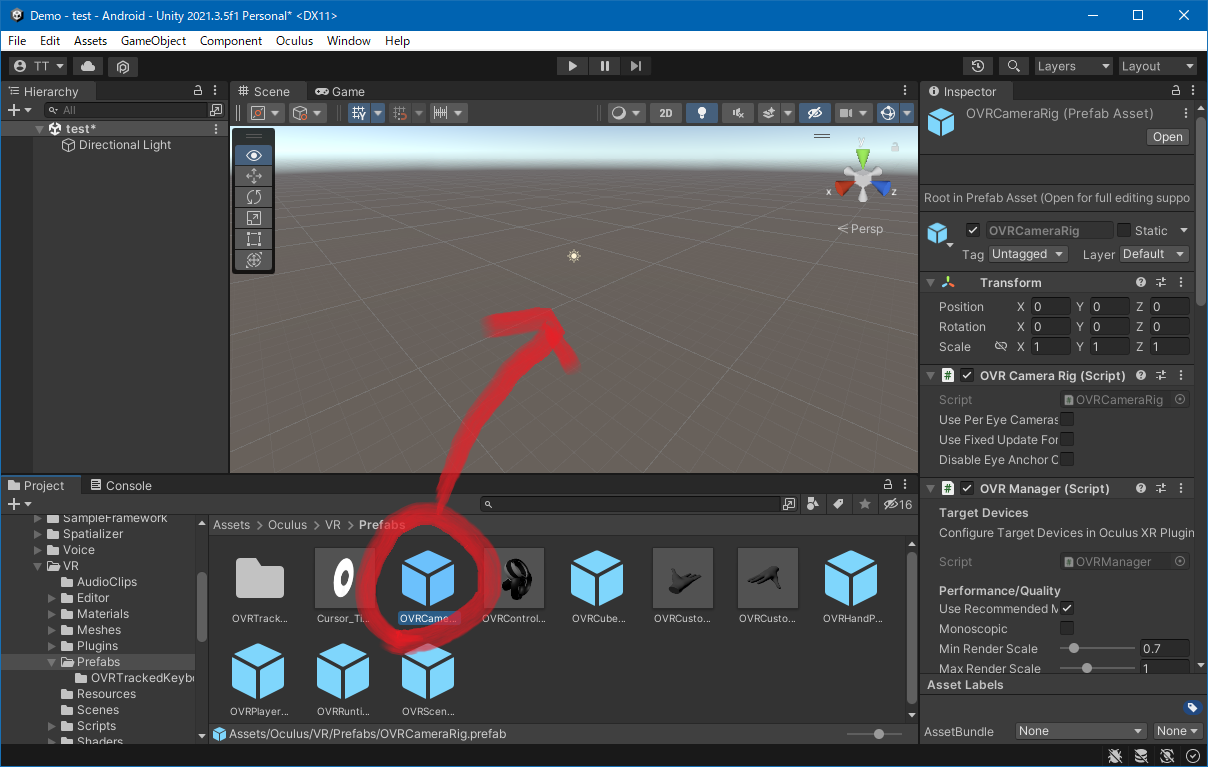 Demo - test - Android - Unity 2021.3.5f1 Personal* <DX11>
File Edit Assets GameObject Component Oculus Window Help
TT Layers Layout
Hierarchy
All
test*
Directional Light
Scene Game
2D
Y
x
z
Persp
Inspector
OVRCameraRig (Prefab Asset)
Open
Root in Prefab Asset (Open for full editing suppo
OVRCameraRig Static
Tag Untagged Layer Default
Transform
Position X 0 Y 0 Z 0
Rotation X 0 Y 0 Z 0
Scale X 1 Y 1 Z 1
# OVR Camera Rig (Script)
Script OVRCameraRig
Use Per Eye Cameras
Use Fixed Update For
Disable Eye Anchor C
# OVR Manager (Script)
Target Devices
Configure Target Devices in Oculus XR Plugin
Script OVRManager
Performance/Quality
Use Recommended M
Monoscopic
Min Render Scale 0.7
Max Render Scale 1
Asset Labels
AssetBundle None None
Project Console
16
SampleFramework
Spatializer
Voice
VR
AudioClips
Editor
Materials
Meshes
Plugins
Prefabs
OVRTrackedKeybo
Resources
Scenes
Scripts
Shaders
Assets > Oculus > VR > Prefabs
OVRTrack... Cursor_Ti... OVRCame... OVRControl... OVRCube... OVRCusto... OVRCusto... OVRHandP...
OVRPlayer... OVRRunti... OVRScen...
Assets/Oculus/VR/Prefabs/OVRCameraRig.prefab